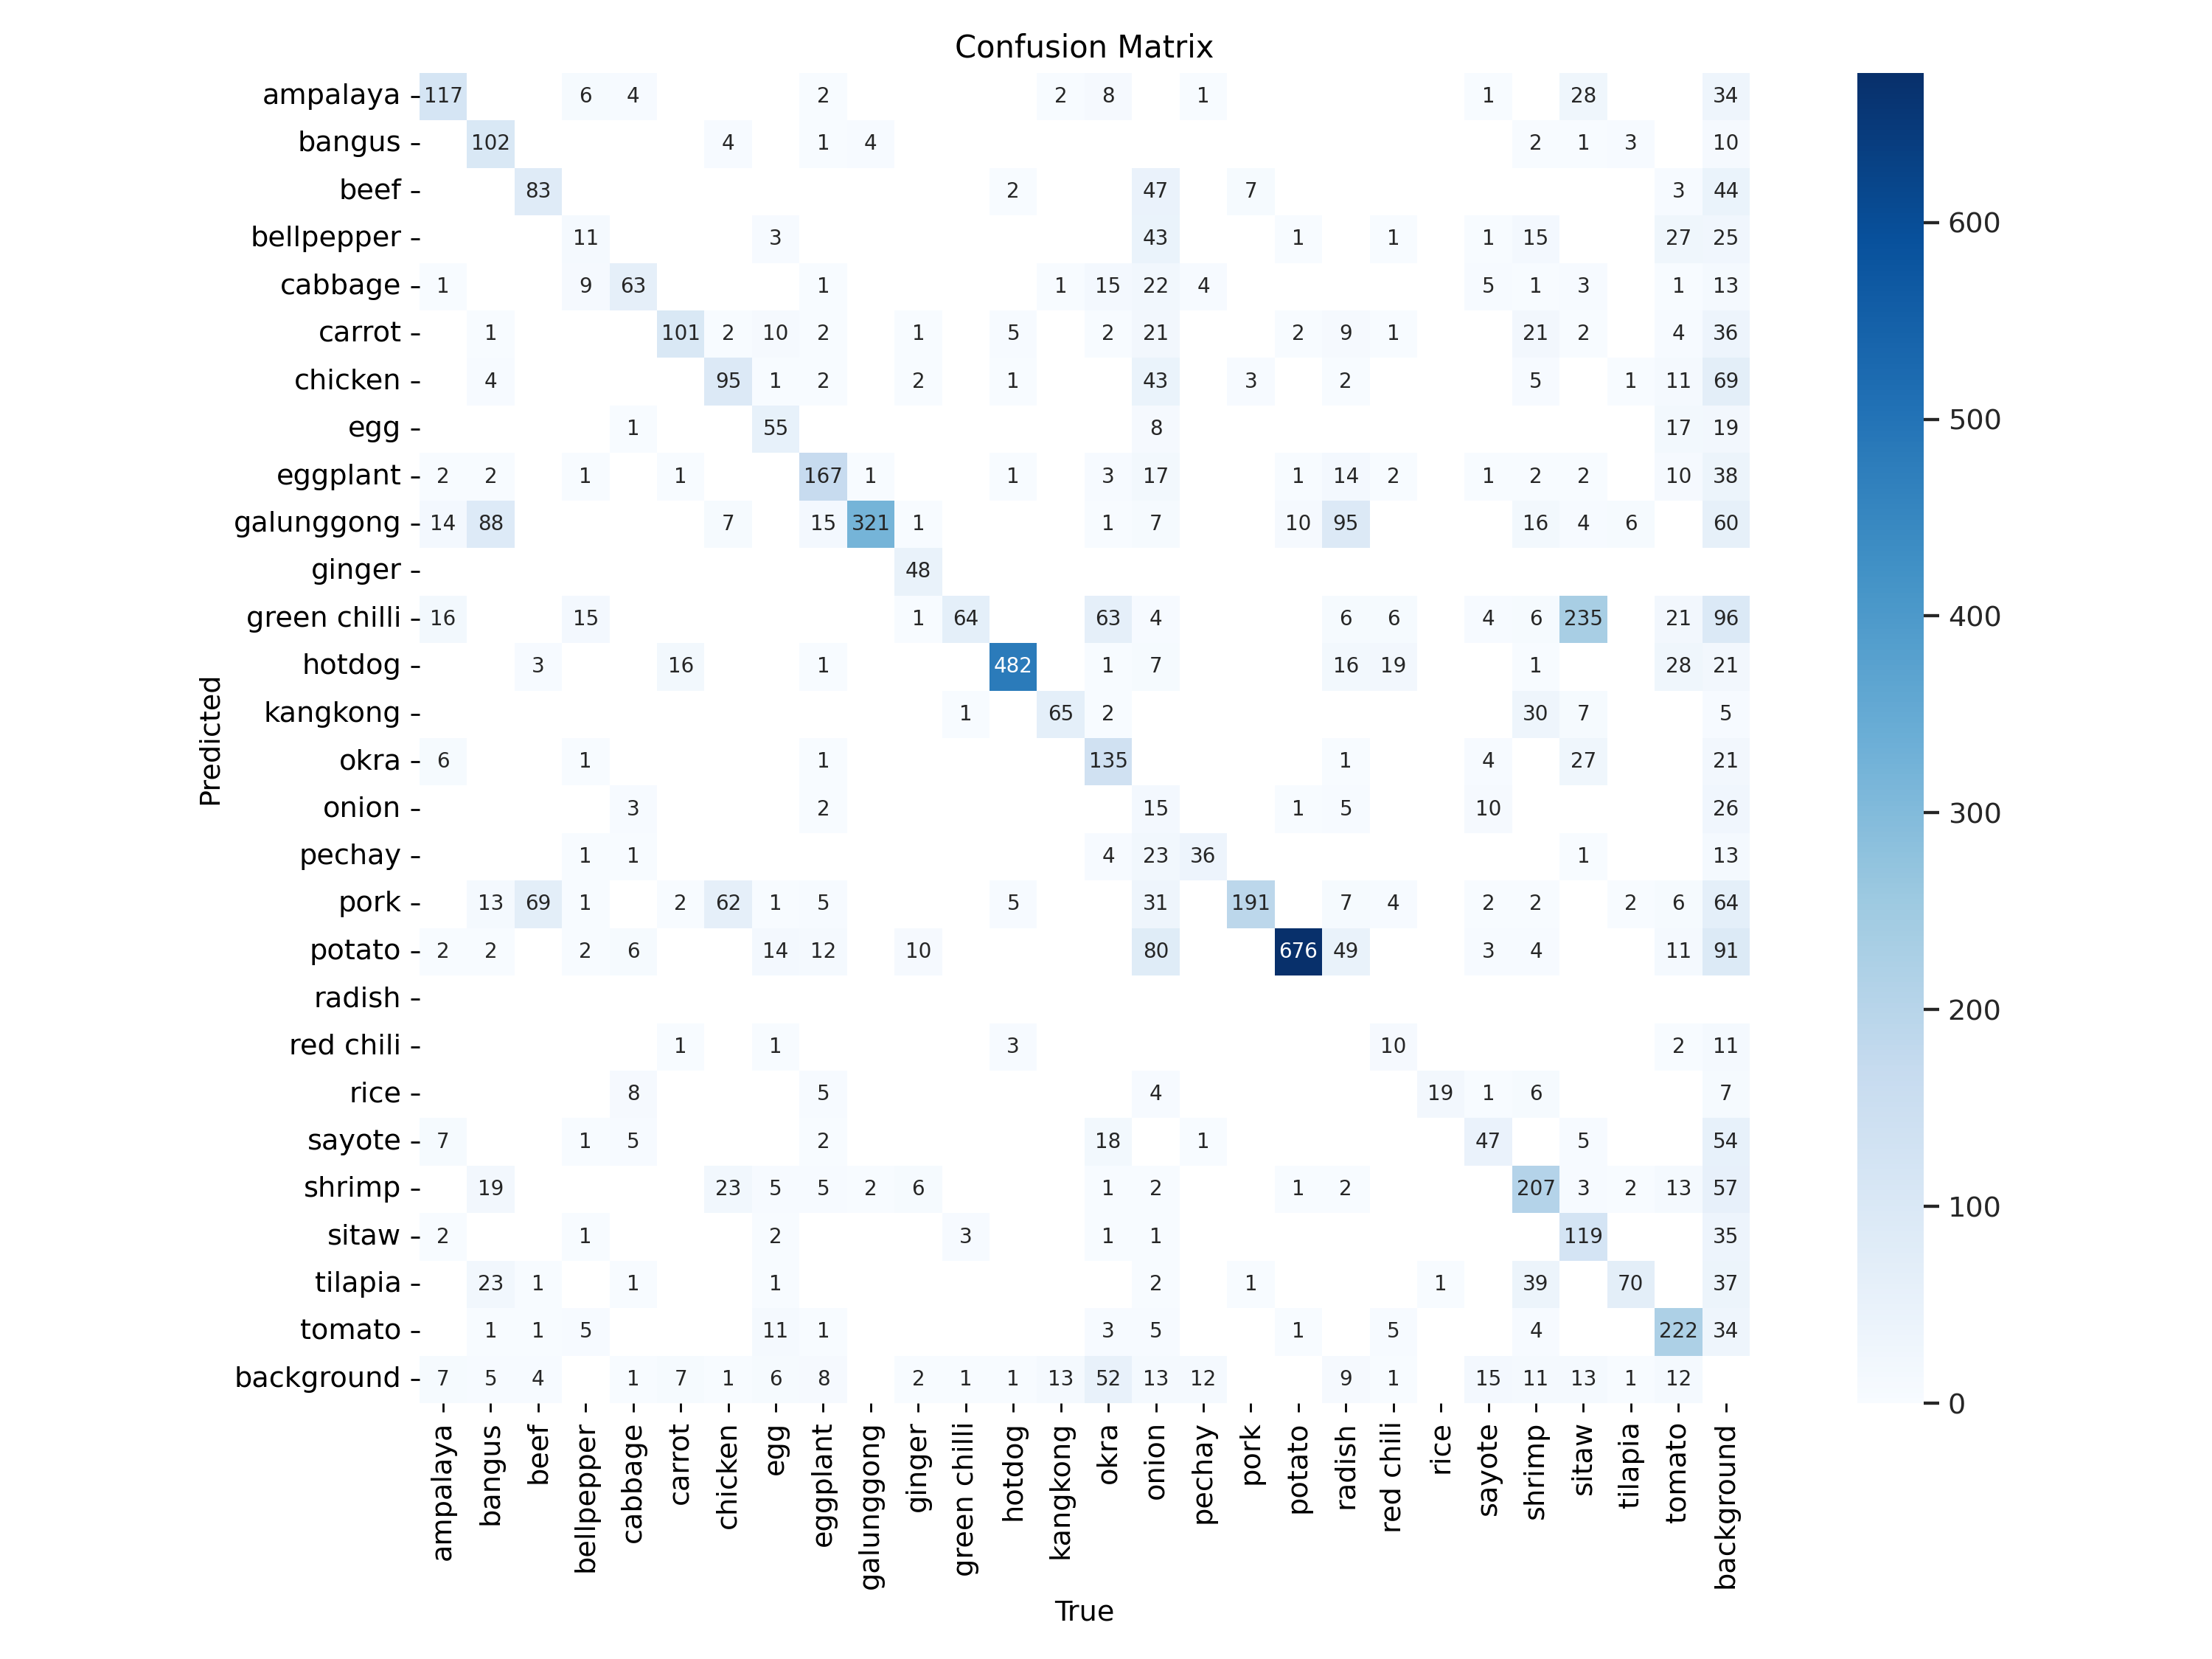 Confusion Matrix
ampalaya 117 6 4 2 2 8 1 1 28 34
bangus 102 4 1 4 2 1 3 10
beef 83 2 47 7 3 44
bellpepper 11 3 43 1 1 1 15 27 25
cabbage 1 9 63 1 1 15 22 4 5 1 3 1 13
carrot 1 101 2 10 2 1 5 2 21 2 9 1 21 2 4 36
chicken 4 95 1 2 2 1 43 3 2 5 1 11 69
egg 1 55 8 17 19
eggplant 2 2 1 1 167 1 1 3 17 1 14 2 1 2 2 10 38
galunggong 14 88 7 15 321 1 1 7 10 95 16 4 6 60
ginger 48
green chilli 16 15 1 64 63 4 6 6 4 6 235 21 96
hotdog 3 16 1 482 1 7 16 19 1 28 21
kangkong 1 65 2 30 7 5
okra 6 1 1 135 1 4 27 21
onion 3 2 15 1 5 10 26
pechay 1 1 4 23 36 1 13
pork 13 69 1 2 62 1 5 5 31 191 7 4 2 2 2 6 64
potato 2 2 2 6 14 12 10 80 676 49 3 4 11 91
radish
red chili 1 1 3 10 2 11
rice 8 5 4 19 1 6 7
sayote 7 1 5 2 18 1 47 5 54
shrimp 19 23 5 5 2 6 1 2 1 2 207 3 2 13 57
sitaw 2 1 2 3 1 1 119 35
tilapia 23 1 1 1 2 1 1 39 70 37
tomato 1 1 5 11 1 3 5 1 5 4 222 34
background 7 5 4 1 7 1 6 8 2 1 1 13 52 13 12 9 1 15 11 13 1 12
ampalaya bangus beef bellpepper cabbage carrot chicken egg eggplant galunggong ginger green chilli hotdog kangkong okra onion pechay pork potato radish red chili rice sayote shrimp sitaw tilapia tomato background
True
Predicted
600
500
400
300
200
100
0